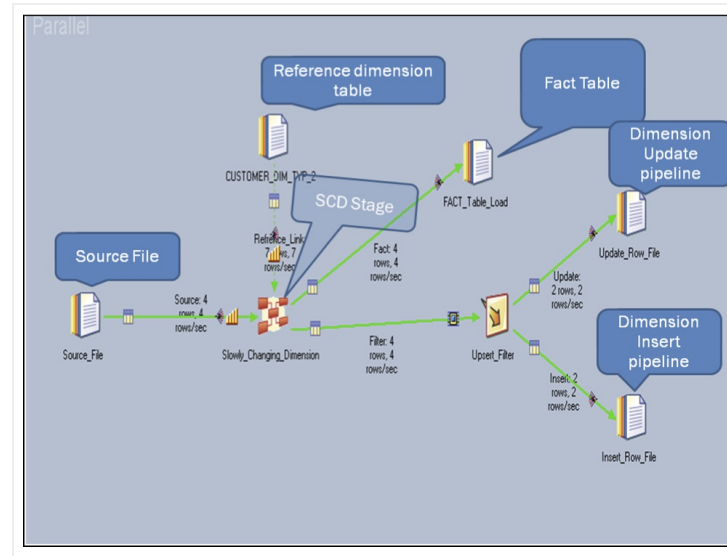 Parallel
Reference dimension
table
Fact Table
Dimension
Update
pipeline
CUSTOMER_DIM_TYP_2
SCD Stage
FACT_Table_Load
Source File
Fact: 4
rows, 4
rows/sec
Update_Row_File
7 rows, 7
rows/sec
Update:
2 rows, 2
rows/sec
Source: 4
rows, 4
rows/sec
Dimension
Insert
pipeline
Source_File
Slowly_Changing_Dimension
Filter: 4
rows, 4
rows/sec
Upsert_Filter
Insert: 2
rows, 2
rows/sec
Insert_Row_File